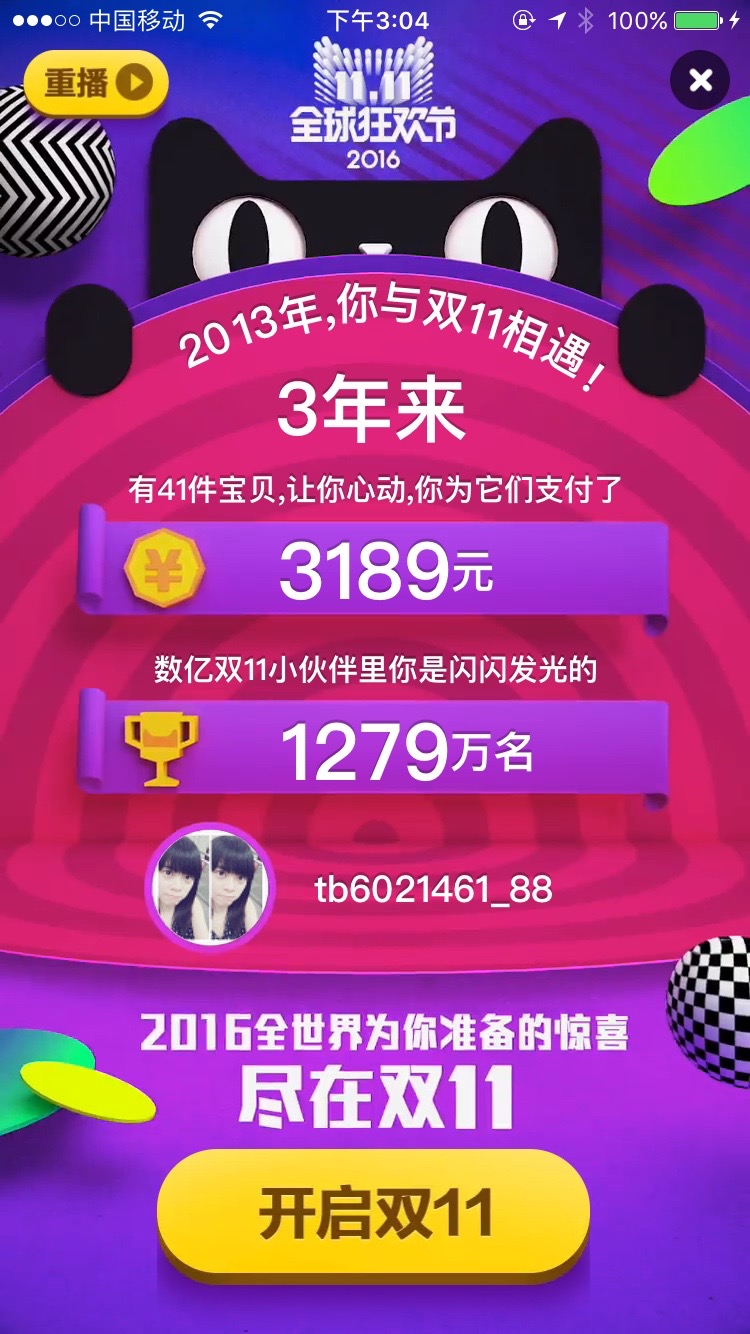 中国移动
下午3:04
100%
重播
11.11
全球狂欢节
2016
2013年,你与双11相遇!
3年来
有41件宝贝,让你心动,你为它们支付了
¥
3189元
数亿双11小伙伴里你是闪闪发光的
1279万名
tb6021461_88
2016全世界为你准备的惊喜
尽在双11
开启双11